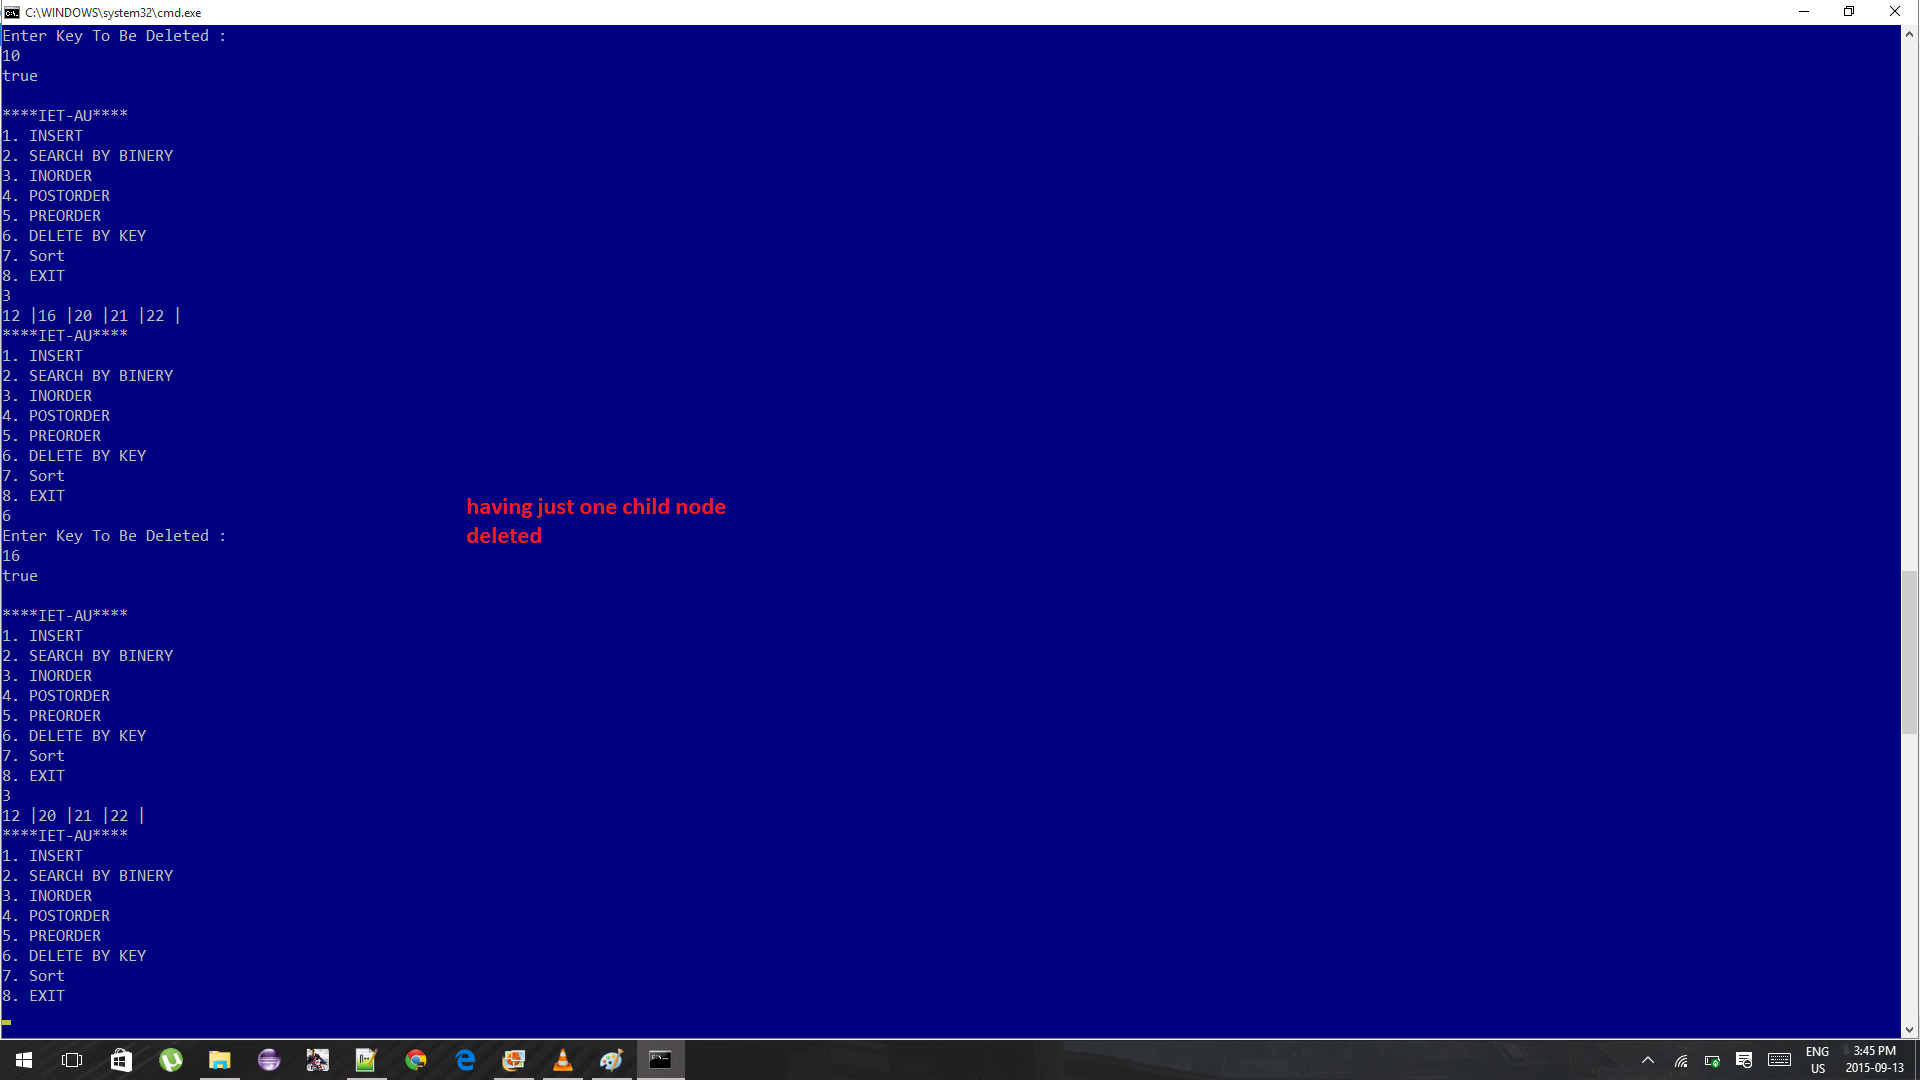 C:\WINDOWS\system32\cmd.exe
Enter Key To Be Deleted :
10
true
****IET-AU****
1. INSERT
2. SEARCH BY BINERY
3. INORDER
4. POSTORDER
5. PREORDER
6. DELETE BY KEY
7. Sort
8. EXIT
3
12 |16 |20 |21 |22 |
****IET-AU****
1. INSERT
2. SEARCH BY BINERY
3. INORDER
4. POSTORDER
5. PREORDER
6. DELETE BY KEY
7. Sort
8. EXIT
6
having just one child node
deleted
Enter Key To Be Deleted :
16
true
****IET-AU****
1. INSERT
2. SEARCH BY BINERY
3. INORDER
4. POSTORDER
5. PREORDER
6. DELETE BY KEY
7. Sort
8. EXIT
3
12 |20 |21 |22 |
****IET-AU****
1. INSERT
2. SEARCH BY BINERY
3. INORDER
4. POSTORDER
5. PREORDER
6. DELETE BY KEY
7. Sort
8. EXIT
ENG
US
3:45 PM
2015-09-13